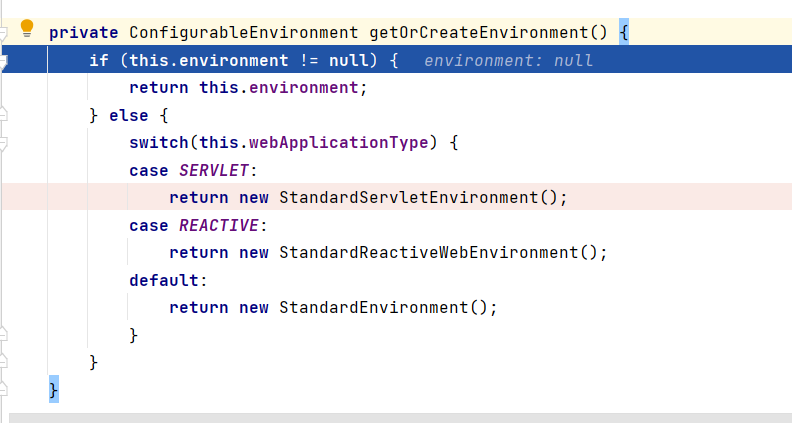 private ConfigurableEnvironment getOrCreateEnvironment() {
if (this.environment != null) { environment: null
return this.environment;
} else {
switch(this.webApplicationType) {
case SERVLET:
return new StandardServletEnvironment();
case REACTIVE:
return new StandardReactiveWebEnvironment();
default:
return new StandardEnvironment();
}
}
}